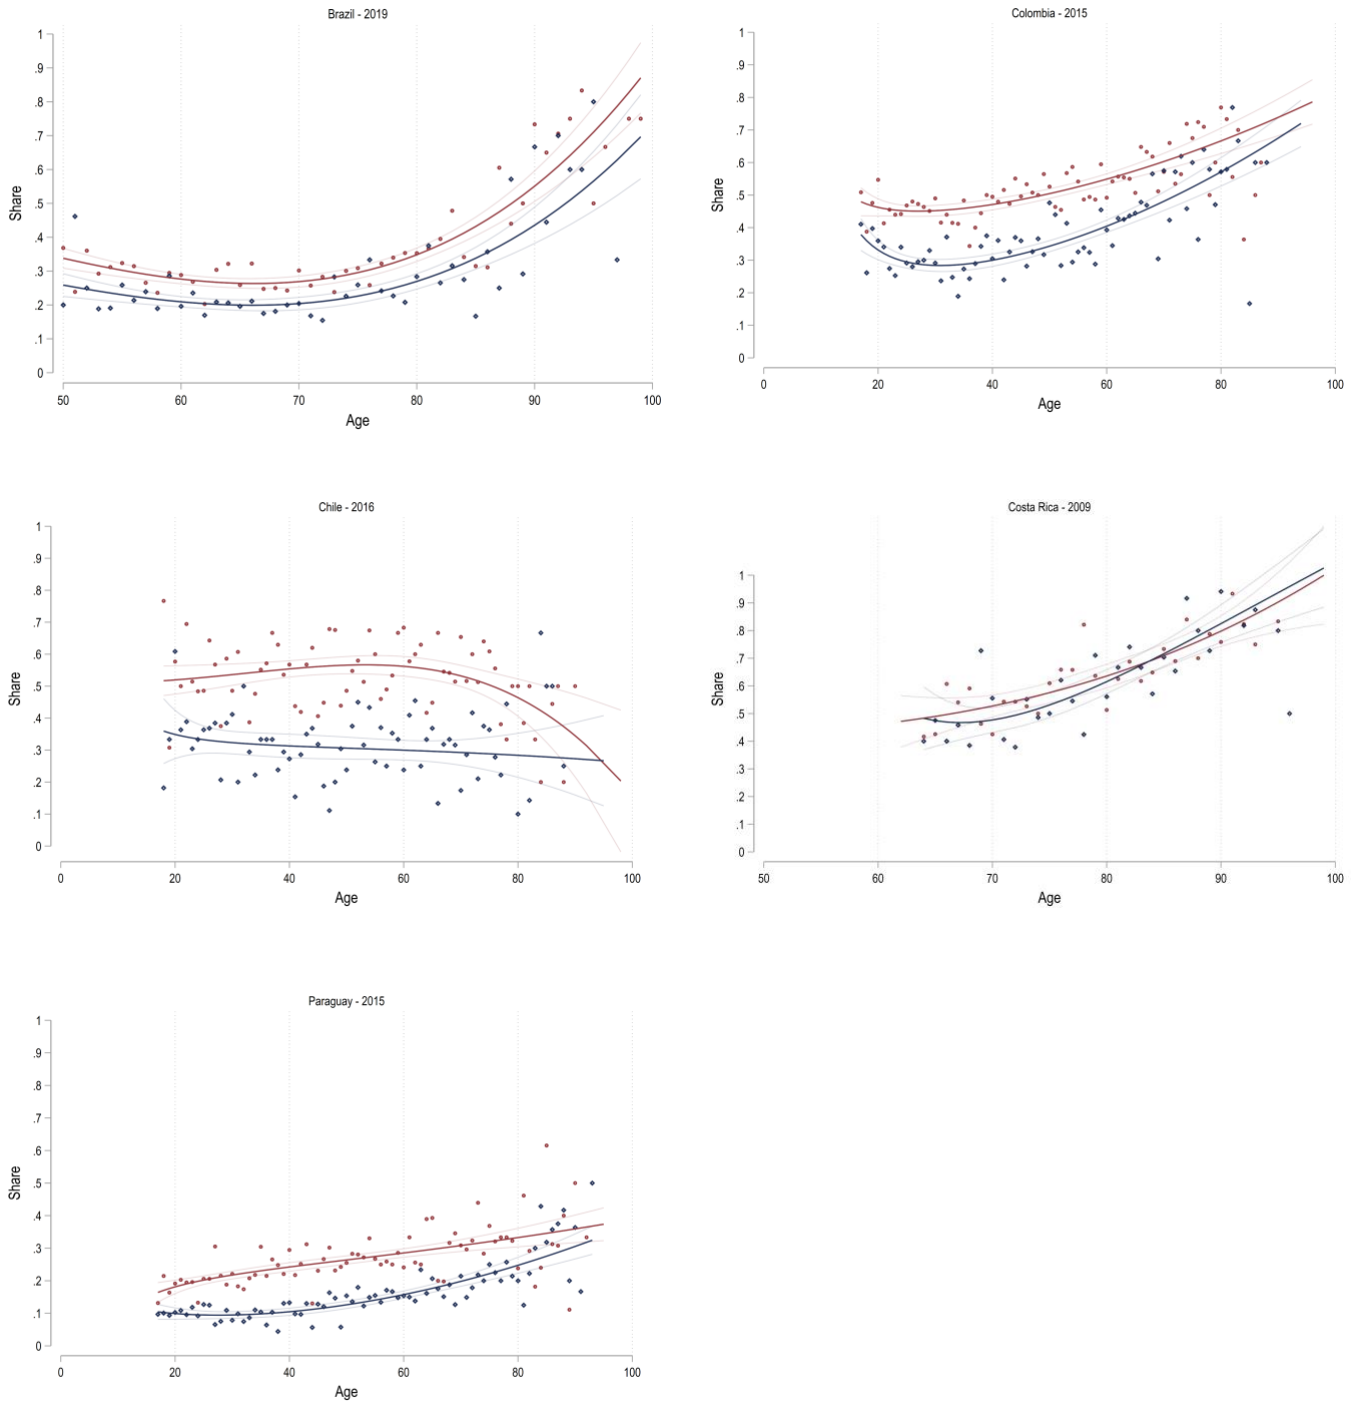 Brazil - 2019
1
.9
.8
.7
.6
.5
.4
.3
.2
.1
0
Share
50 60 70 80 90 100
Age
Colombia - 2015
1
.9
.8
.7
.6
.5
.4
.3
.2
.1
0
Share
0 20 40 60 80 100
Age
Chile - 2016
1
.9
.8
.7
.6
.5
.4
.3
.2
.1
0
Share
0 20 40 60 80 100
Age
Costa Rica - 2009
1
.9
.8
.7
.6
.5
.4
.3
.2
.1
0
Share
50 60 70 80 90 100
Age
Paraguay - 2015
1
.9
.8
.7
.6
.5
.4
.3
.2
.1
0
Share
0 20 40 60 80 100
Age